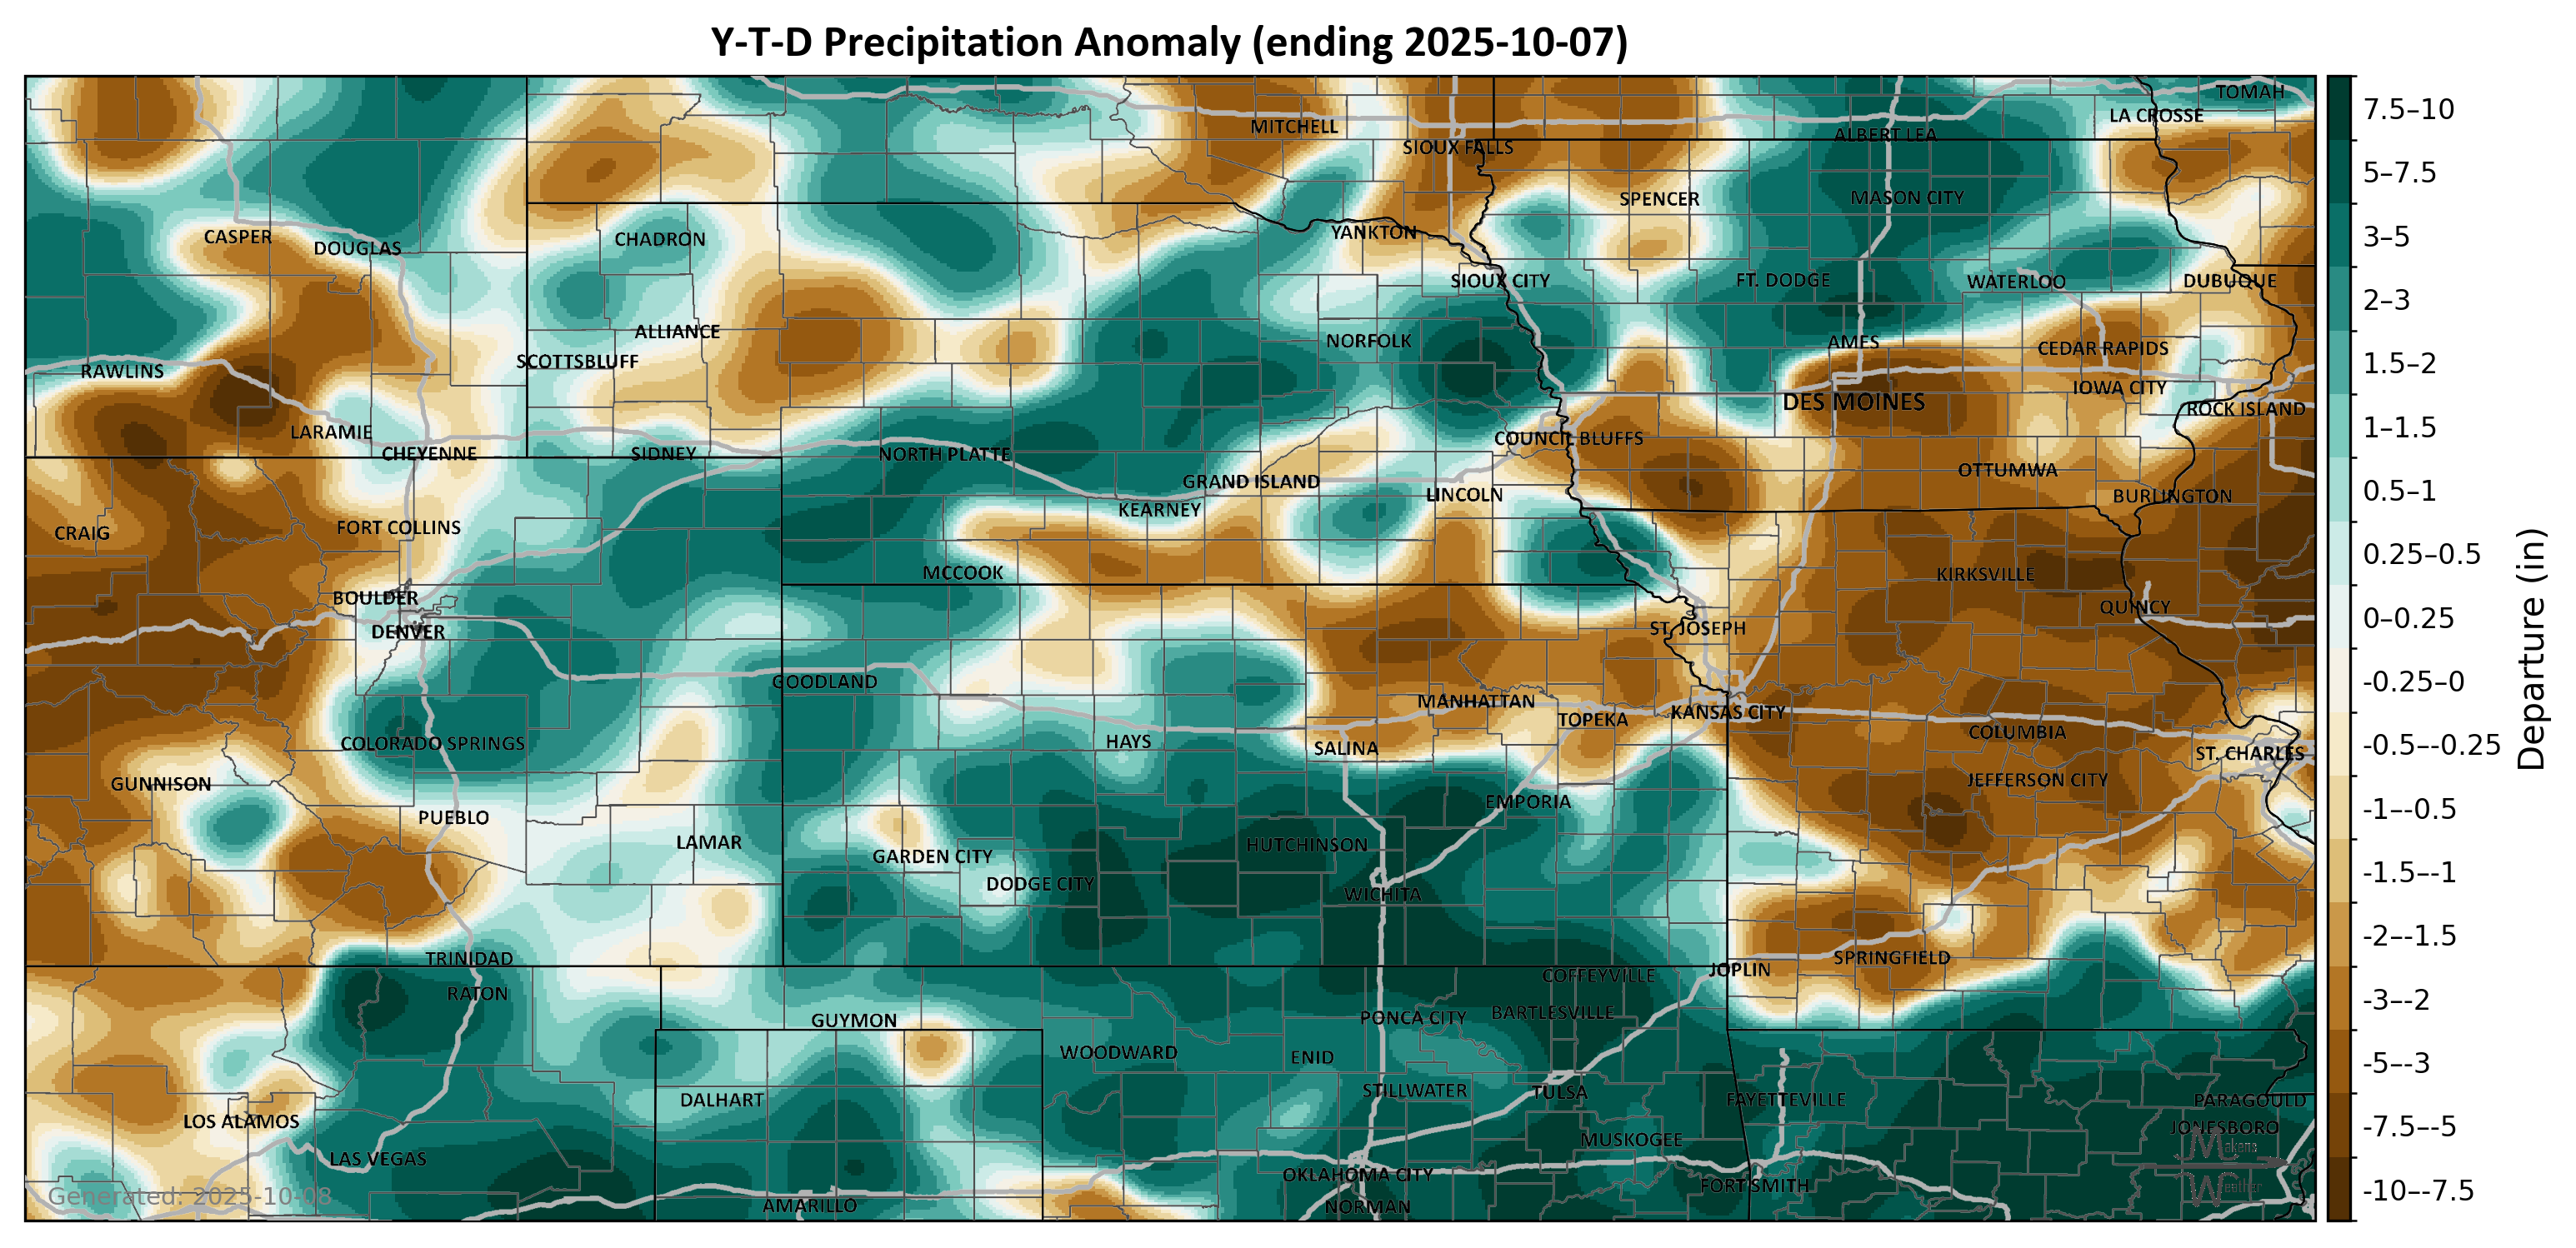 Y-T-D Precipitation Anomaly (ending 2025-10-07)
TOMAH
LA CROSSE
MITCHELL
ALBERT LEA
SIOUX FALLS
SPENCER
MASON CITY
CASPER
DOUGLAS
CHADRON
YANKTON
SIOUX CITY
FT. DODGE
WATERLOO
DUBUQUE
ALLIANCE
NORFOLK
AMES
CEDAR RAPIDS
SCOTTSBLUFF
RAWLINS
IOWA CITY
DES MOINES
ROCK ISLAND
LARAMIE
COUNCIL BLUFFS
CHEYENNE
SIDNEY
NORTH PLATTE
OTTUMWA
GRAND ISLAND
LINCOLN
BURLINGTON
KEARNEY
CRAIG
FORT COLLINS
MCCOOK
KIRKSVILLE
BOULDER
QUINCY
DENVER
ST. JOSEPH
GOODLAND
MANHATTAN
TOPEKA
KANSAS CITY
COLUMBIA
COLORADO SPRINGS
HAYS
SALINA
ST. CHARLES
GUNNISON
JEFFERSON CITY
PUEBLO
EMPORIA
LAMAR
HUTCHINSON
GARDEN CITY
DODGE CITY
WICHITA
TRINIDAD
SPRINGFIELD
JOPLIN
COFFEYVILLE
RATON
GUYMON
PONCA CITY
BARTLESVILLE
WOODWARD
ENID
STILLWATER
TULSA
DALHART
FAYETTEVILLE
PARAGOULD
LOS ALAMOS
JONESBORO
MUSKOGEE
LAS VEGAS
OKLAHOMA CITY
FORT SMITH
AMARILLO
NORMAN
Generated: 2025-10-08
Makens
Weather
7.5–10
5–7.5
3–5
2–3
1.5–2
1–1.5
0.5–1
0.25–0.5
0–0.25
-0.25–0
-0.5–-0.25
-1–-0.5
-1.5–-1
-2–-1.5
-3–-2
-5–-3
-7.5–-5
-10–-7.5
Departure (in)